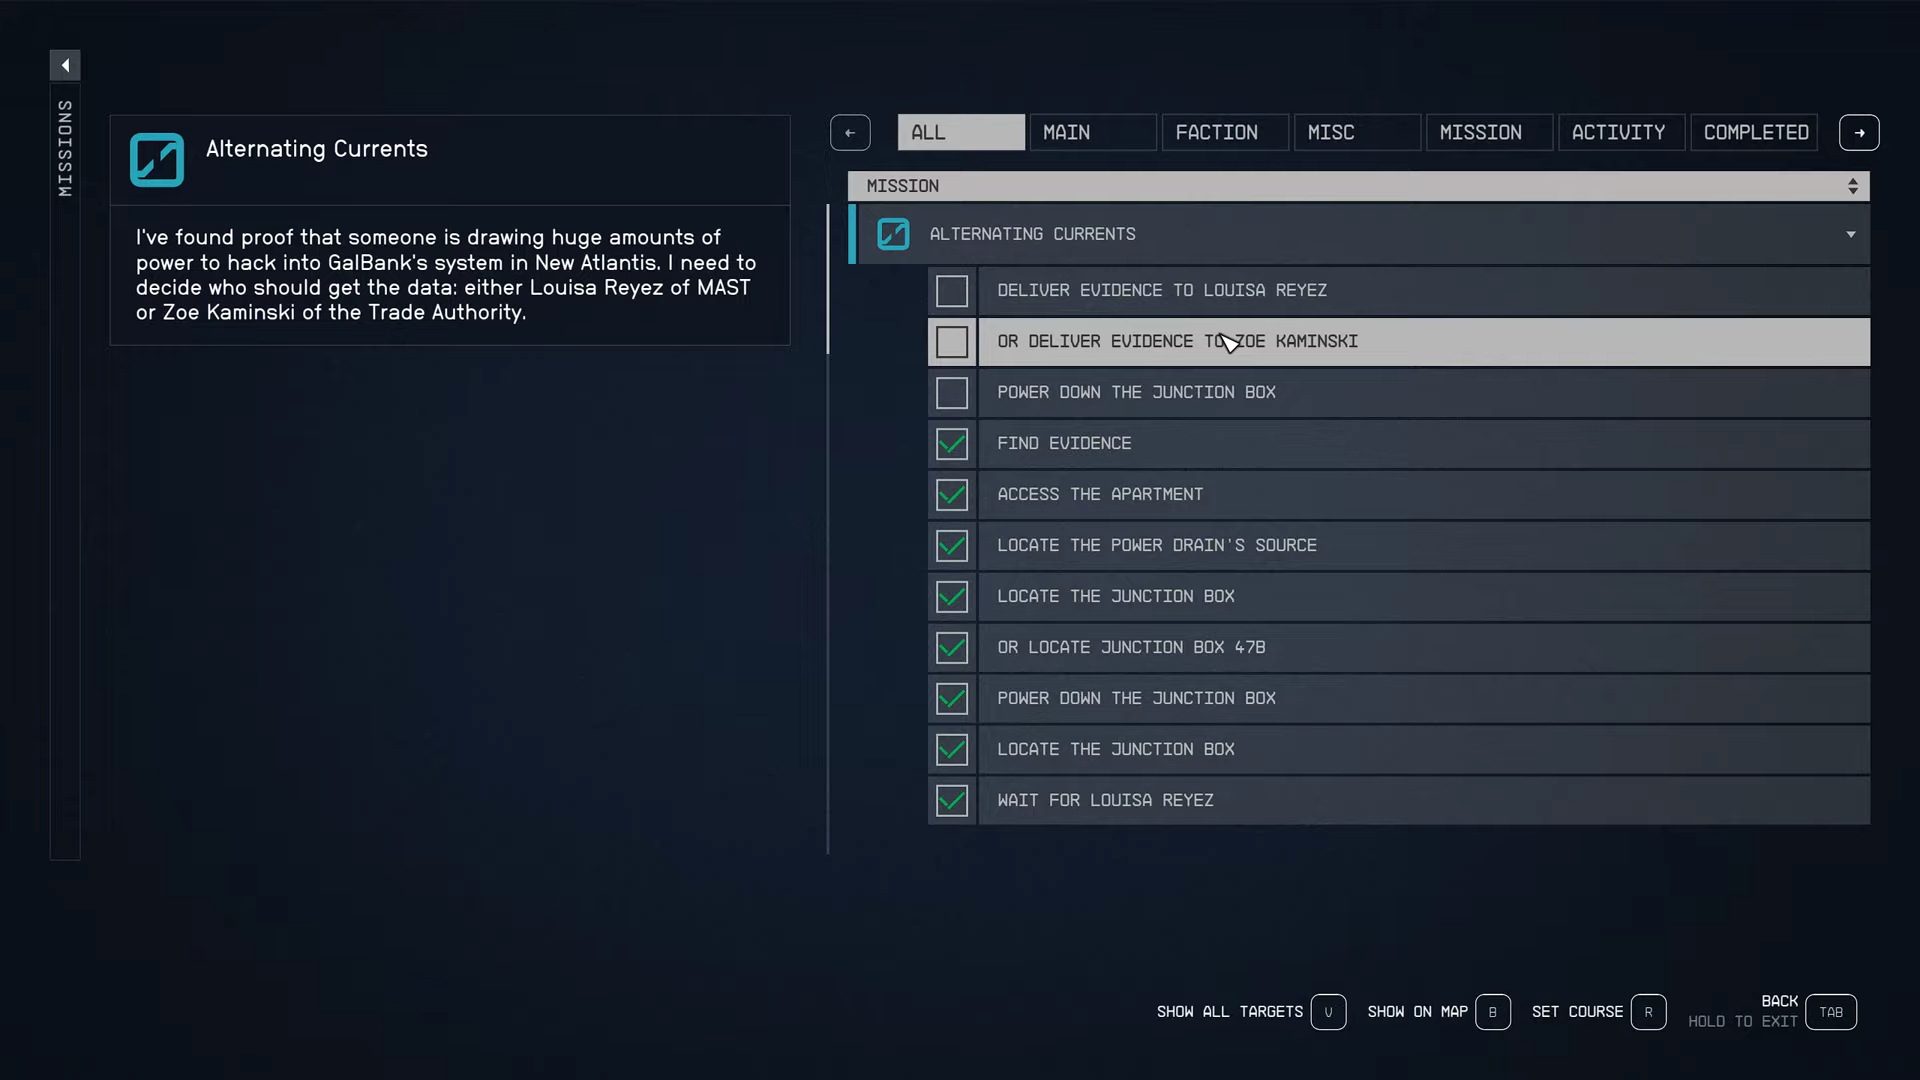 MISSIONS
Alternating Currents
I've found proof that someone is drawing huge amounts of
power to hack into GalBank's system in New Atlantis. I need to
decide who should get the data: either Louisa Reyez of MAST
or Zoe Kaminski of the Trade Authority.
ALL MAIN FACTION MISC MISSION ACTIVITY COMPLETED
MISSION
ALTERNATING CURRENTS
DELIVER EVIDENCE TO LOUISA REYEZ
OR DELIVER EVIDENCE TO ZOE KAMINSKI
POWER DOWN THE JUNCTION BOX
FIND EVIDENCE
ACCESS THE APARTMENT
LOCATE THE POWER DRAIN'S SOURCE
LOCATE THE JUNCTION BOX
OR LOCATE JUNCTION BOX 47B
POWER DOWN THE JUNCTION BOX
LOCATE THE JUNCTION BOX
WAIT FOR LOUISA REYEZ
SHOW ALL TARGETS V SHOW ON MAP B SET COURSE R BACK TAB
HOLD TO EXIT